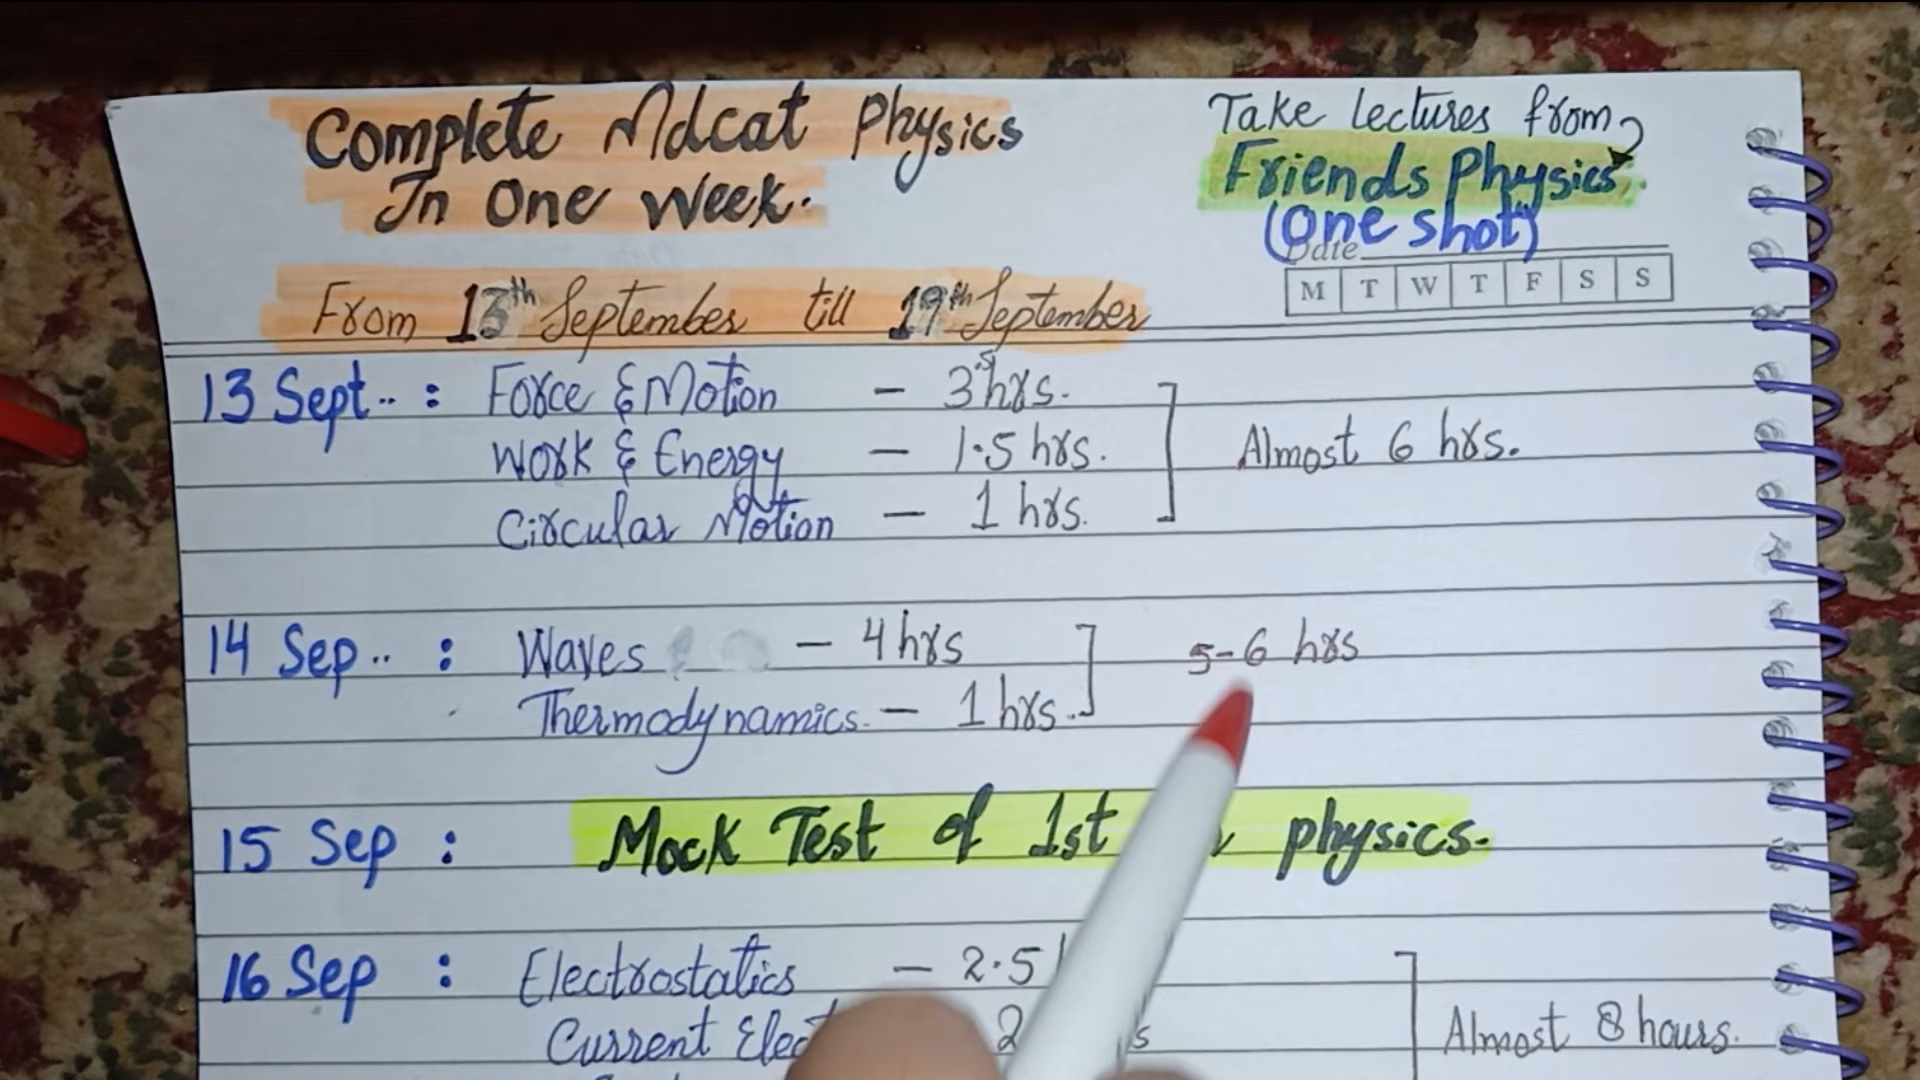 Complete Mdcat Physics
In One Week.
Take lectures from
Friends Physics
(One shot)
Date
M T W T F S S
From 13th September till 19th September
13 Sept.. : Force & Motion - 3 hrs.
Work & Energy - 1.5 hrs.
Circular Motion - 1 hrs.
Almost 6 hrs.
14 Sep.. : Waves - 4 hrs
Thermodynamics. - 1 hrs.
5-6 hrs
15 Sep : Mock Test of 1st physics.
16 Sep : Electrostatics - 2.5
Current 2
Almost 8 hours.